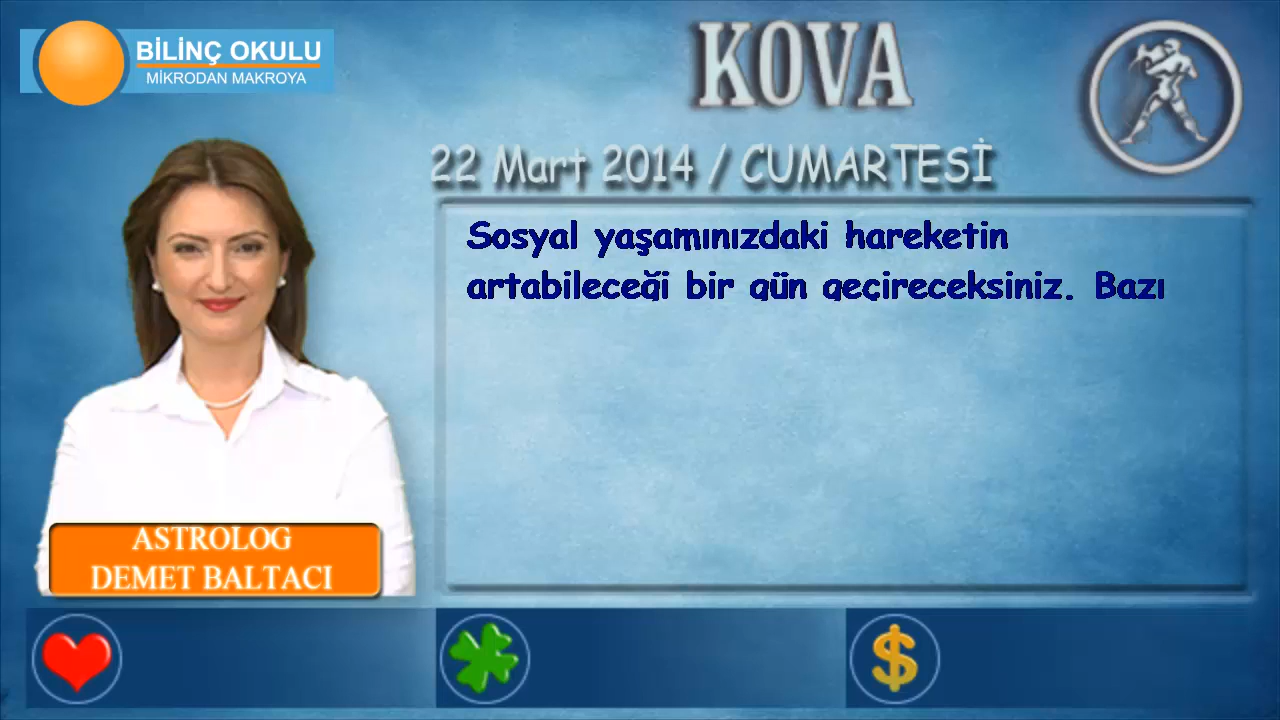 BİLİNÇ OKULU
MİKRODAN MAKROYA
KOVA
22 Mart 2014 / CUMARTESİ
Sosyal yaşamınızdaki hareketin
artabileceği bir gün geçireceksiniz. Bazı
ASTROLOG
DEMET BALTACI
$